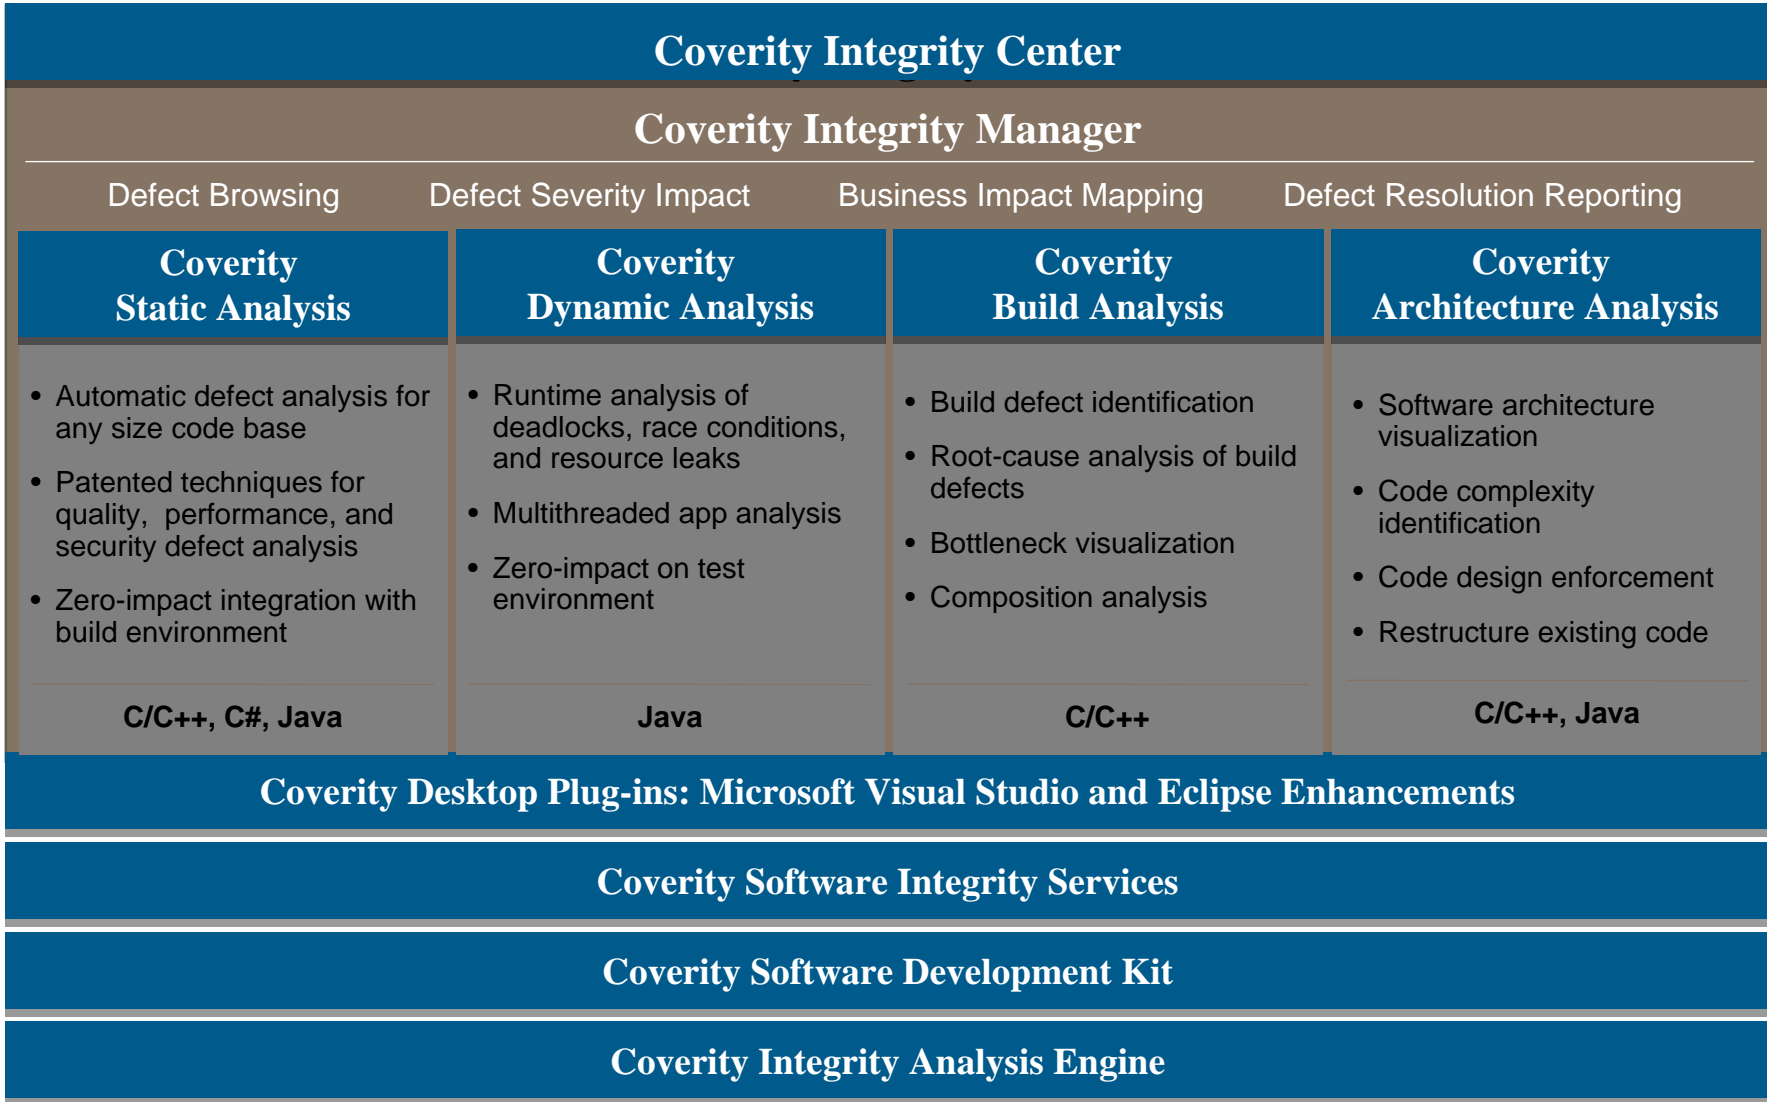 Coverity Integrity Center
Coverity Integrity Manager
Defect Browsing
Defect Severity Impact
Business Impact Mapping
Defect Resolution Reporting
Coverity
Static Analysis
• Automatic defect analysis for
any size code base
• Patented techniques for
quality, performance, and
security defect analysis
• Zero-impact integration with
build environment
C/C++, C#, Java
Coverity
Dynamic Analysis
• Runtime analysis of
deadlocks, race conditions,
and resource leaks
• Multithreaded app analysis
• Zero-impact on test
environment
Java
Coverity
Build Analysis
• Build defect identification
• Root-cause analysis of build
defects
• Bottleneck visualization
• Composition analysis
C/C++
Coverity
Architecture Analysis
• Software architecture
visualization
• Code complexity
identification
• Code design enforcement
• Restructure existing code
C/C++, Java
Coverity Desktop Plug-ins: Microsoft Visual Studio and Eclipse Enhancements
Coverity Software Integrity Services
Coverity Software Development Kit
Coverity Integrity Analysis Engine